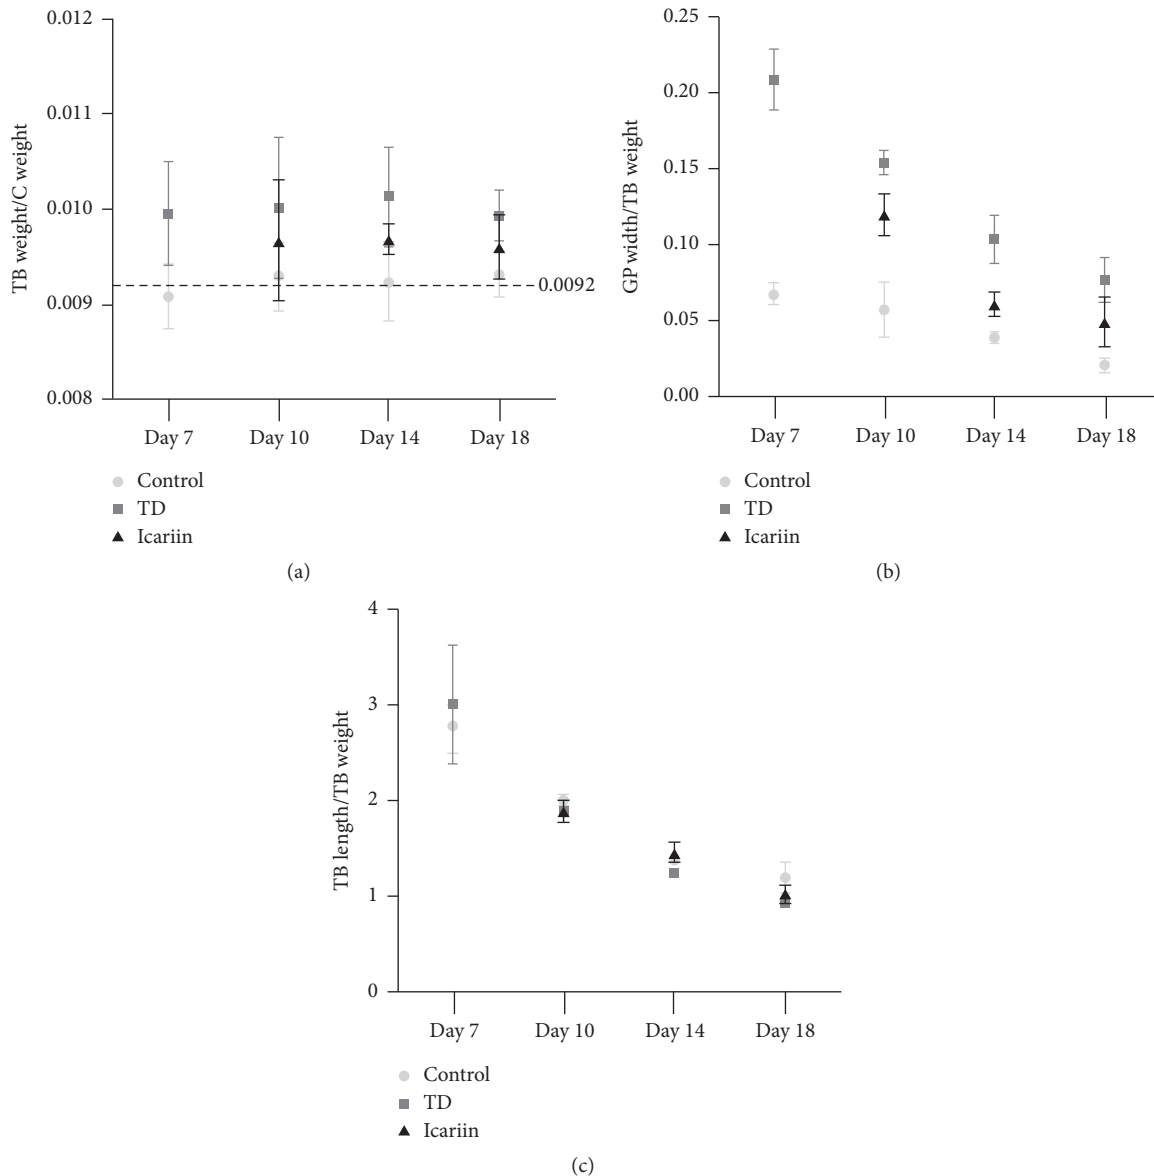 TB weight/C weight
0.012
0.011
0.010
0.009
0.008
0.0092
Day 7 Day 10 Day 14 Day 18
Control
TD
Icariin
(a)
GP width/TB weight
0.25
0.20
0.15
0.10
0.05
0.00
Day 7 Day 10 Day 14 Day 18
Control
TD
Icariin
(b)
TB length/TB weight
4
3
2
1
0
Day 7 Day 10 Day 14 Day 18
Control
TD
Icariin
(c)